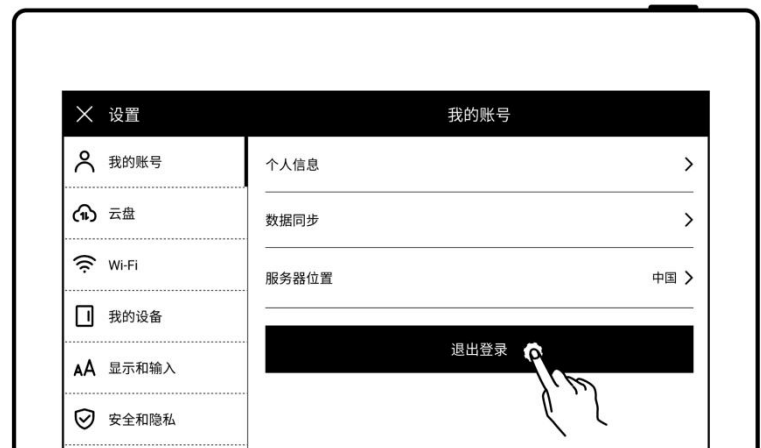 设置
我的账号
我的账号
云盘
Wi-Fi
我的设备
AA 显示和输入
安全和隐私
个人信息
数据同步
服务器位置 中国
退出登录